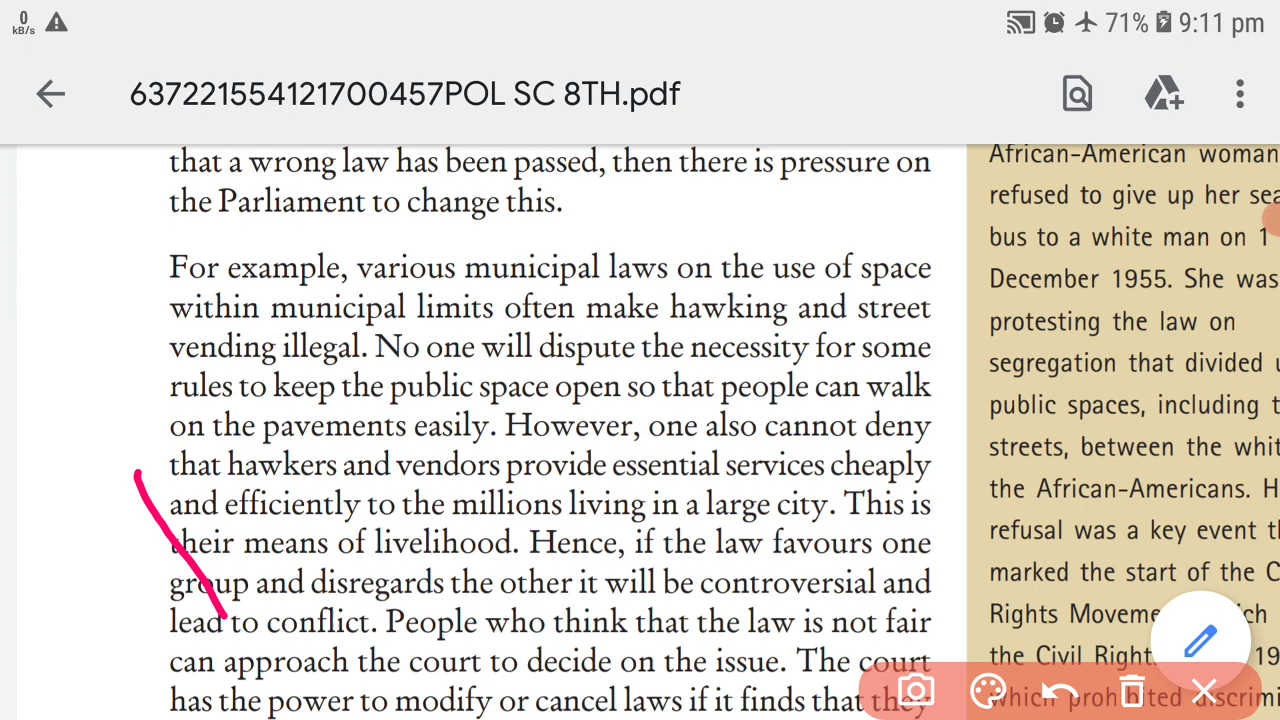 0
kB/s
71%
9:11 pm
637221554121700457POL SC 8TH.pdf
that a wrong law has been passed, then there is pressure on
the Parliament to change this.
For example, various municipal laws on the use of space
within municipal limits often make hawking and street
vending illegal. No one will dispute the necessity for some
rules to keep the public space open so that people can walk
on the pavements easily. However, one also cannot deny
that hawkers and vendors provide essential services cheaply
and efficiently to the millions living in a large city. This is
their means of livelihood. Hence, if the law favours one
group and disregards the other it will be controversial and
lead to conflict. People who think that the law is not fair
can approach the court to decide on the issue. The court
has the power to modify or cancel laws if it finds that they
African-American woman
refused to give up her
bus to a white man on 1
December 1955. She was
protesting the law on
segregation that divided
public spaces, including
streets, between the
the African-Americans.
refusal was a key event
marked the start of the
Rights
the Civil
which prohibited